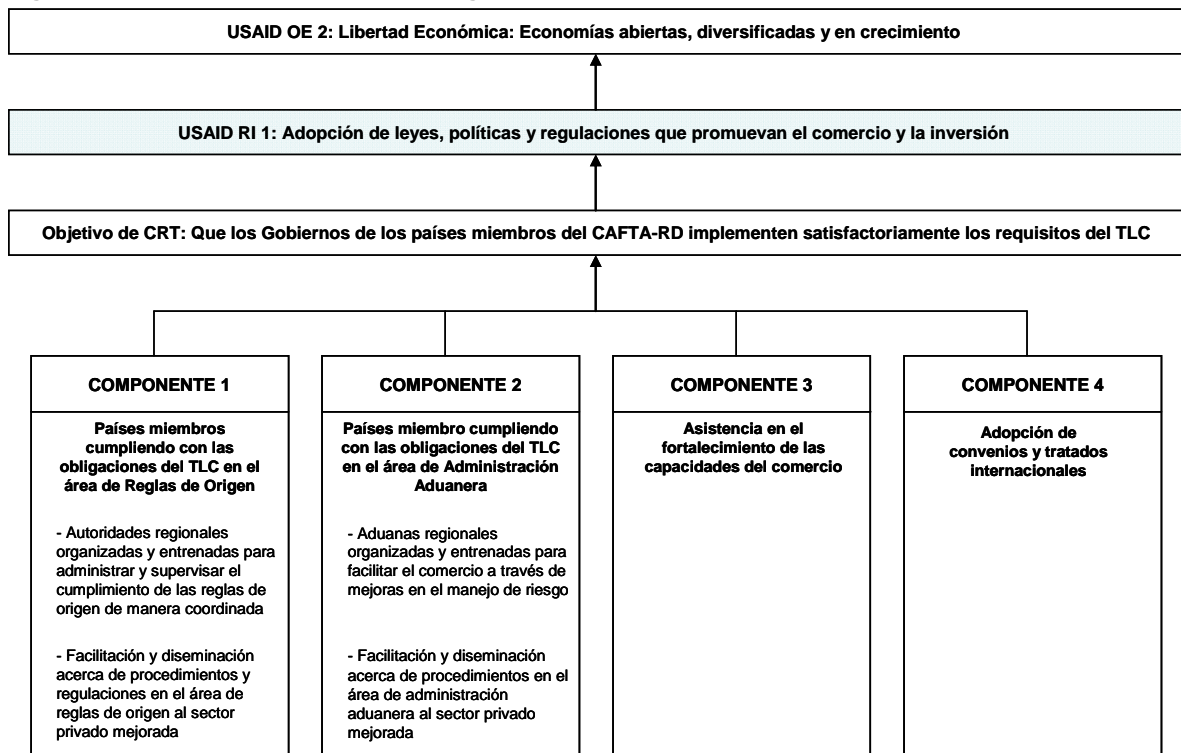 USAID OE 2: Libertad Económica: Economías abiertas, diversificadas y en crecimiento
USAID RI 1: Adopción de leyes, políticas y regulaciones que promuevan el comercio y la inversión
Objetivo de CRT: Que los Gobiernos de los países miembros del CAFTA-RD implementen satisfactoriamente los requisitos del TLC
COMPONENTE 1
Países miembros
cumpliendo con las
obligaciones del TLC en el
área de Reglas de Origen
- Autoridades regionales
organizadas y entrenadas para
administrar y supervisar el
cumplimiento de las reglas de
origen de manera coordinada
- Facilitación y diseminación
acerca de procedimientos y
regulaciones en el área de
reglas de origen al sector
privado mejorada
COMPONENTE 2
Países miembro cumpliendo
con las obligaciones del TLC
en el área de Administración
Aduanera
- Aduanas regionales
organizadas y entrenadas para
facilitar el comercio a través de
mejoras en el manejo de riesgo
- Facilitación y diseminación
acerca de procedimientos en el
área de administración
aduanera al sector privado
mejorada
COMPONENTE 3
Asistencia en el
fortalecimiento de las
capacidades del comercio
COMPONENTE 4
Adopción de
convenios y tratados
internacionales